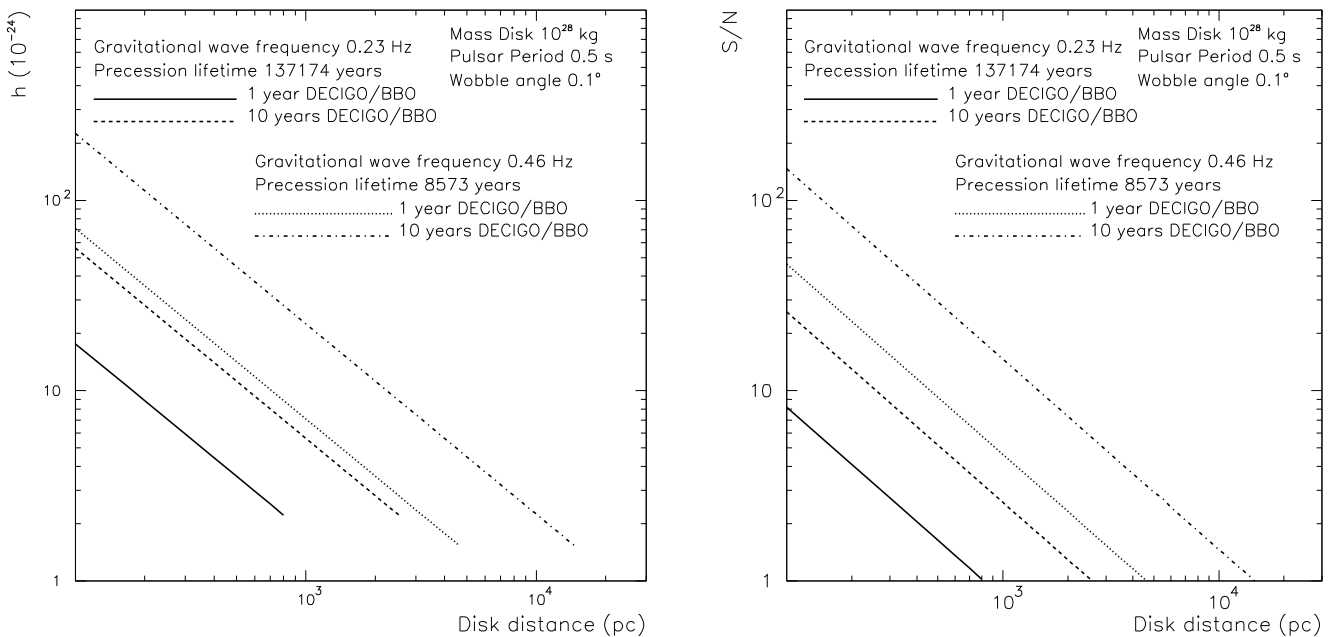 h (10⁻²⁴)
Gravitational wave frequency 0.23 Hz
Precession lifetime 137174 years
1 year DECIGO/BBO
10 years DECIGO/BBO
Mass Disk 10²⁸ kg
Pulsar Period 0.5 s
Wobble angle 0.1°
Gravitational wave frequency 0.46 Hz
Precession lifetime 8573 years
1 year DECIGO/BBO
10 years DECIGO/BBO
10²
10
1
10³
10⁴
Disk distance (pc)
S/N
Gravitational wave frequency 0.23 Hz
Precession lifetime 137174 years
1 year DECIGO/BBO
10 years DECIGO/BBO
Mass Disk 10²⁸ kg
Pulsar Period 0.5 s
Wobble angle 0.1°
Gravitational wave frequency 0.46 Hz
Precession lifetime 8573 years
1 year DECIGO/BBO
10 years DECIGO/BBO
10²
10
1
10³
10⁴
Disk distance (pc)